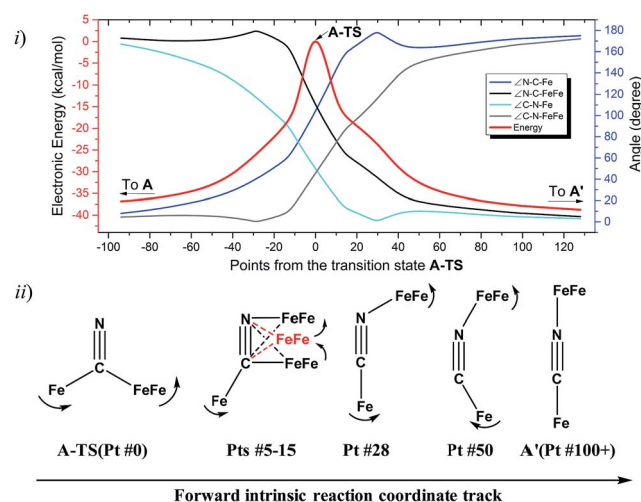 i)
A-TS
Electronic Energy (kcal/mol)
0
-5
-10
-15
-20
-25
-30
-35
-40
180
160
140
120
100
80
60
40
20
0
Angle (degree)
∠N-C-Fe
∠N-C-FeFe
∠C-N-Fe
∠C-N-FeFe
Energy
To A
To A'
-100 -80 -60 -40 -20 0 20 40 60 80 100 120
Points from the transition state A-TS
ii)
N
C
Fe FeFe
N FeFe
FeFe
C FeFe
Fe
FeFe
N
C
Fe
FeFe
N
C
Fe
FeFe
N
C
Fe
A-TS(Pt #0) Pts #5-15 Pt #28 Pt #50 A'(Pt #100+)
Forward intrinsic reaction coordinate track